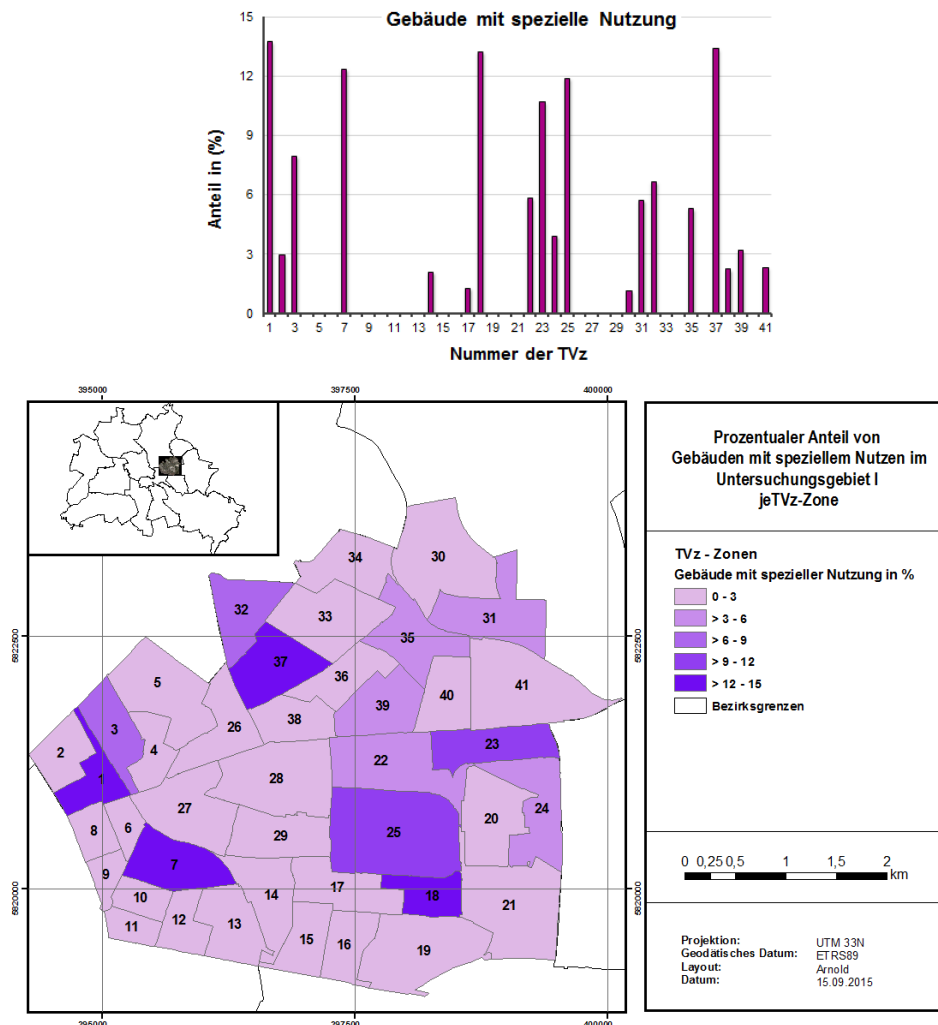 Gebäude mit spezielle Nutzung
15
12
9
6
3
0
Anteil in (%)
1 3 5 7 9 11 13 15 17 19 21 23 25 27 29 31 33 35 37 39 41
Nummer der TVz
395000 397500 400000
5822500 5822500
5820000 5820000
34
30
32
33
31
35
37
36
5
41
40
39
38
26
3
2
4
23
22
28
1
27
24
20
8
6
25
29
7
9
17
14
18
10
21
11
12
13
15
16
19
395000 397500 400000
Prozentualer Anteil von
Gebäuden mit speziellem Nutzen im
Untersuchungsgebiet I
jeTVz-Zone
TVz - Zonen
Gebäude mit spezieller Nutzung in %
0 - 3
> 3 - 6
> 6 - 9
> 9 - 12
> 12 - 15
Bezirksgrenzen
0 0,25 0,5 1 1,5 2
km
Projektion: UTM 33N
Geodätisches Datum: ETRS89
Layout: Arnold
Datum: 15.09.2015